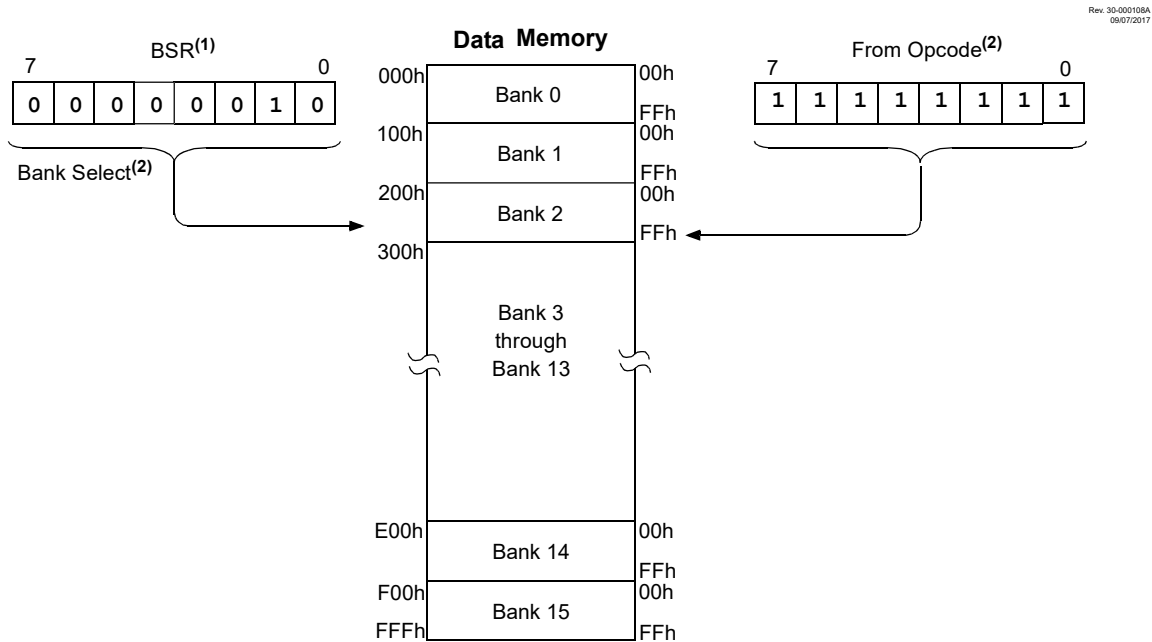 Rev. 30-000108A
09/07/2017
BSR(1)
7 0
0 0 0 0 0 0 1 0
Bank Select(2)
Data Memory
000h Bank 0 00h
FFh
100h Bank 1 00h
FFh
200h Bank 2 00h
FFh
300h
Bank 3
through
Bank 13
E00h Bank 14 00h
FFh
F00h Bank 15 00h
FFFh FFh
From Opcode(2)
7 0
1 1 1 1 1 1 1 1